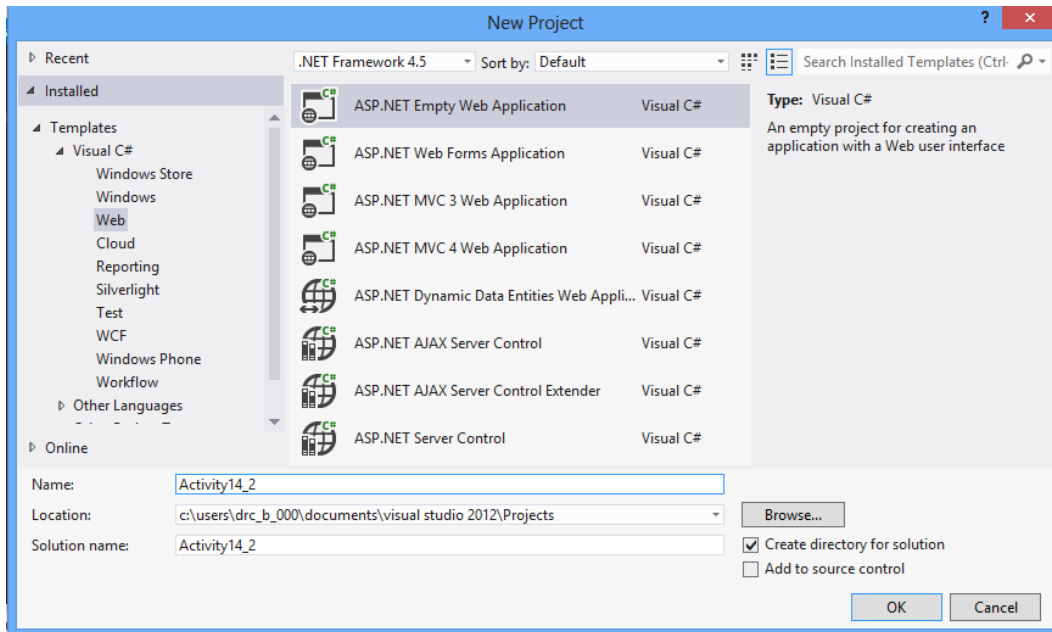 New Project
?
×
Recent
.NET Framework 4.5
Sort by: Default
Search Installed Templates (Ctrl-
Installed
Templates
Visual C#
Windows Store
Windows
Web
Cloud
Reporting
Silverlight
Test
WCF
Windows Phone
Workflow
Other Languages
Online
ASP.NET Empty Web Application Visual C#
ASP.NET Web Forms Application Visual C#
ASP.NET MVC 3 Web Application Visual C#
ASP.NET MVC 4 Web Application Visual C#
ASP.NET Dynamic Data Entities Web Appli... Visual C#
ASP.NET AJAX Server Control Visual C#
ASP.NET AJAX Server Control Extender Visual C#
ASP.NET Server Control Visual C#
C#
C#
C#
C#
C#
C#
C#
C#
Type: Visual C#
An empty project for creating an
application with a Web user interface
Name: Activity14_2
Location: c:\users\drc_b_000\documents\visual studio 2012\Projects
Browse...
Solution name: Activity14_2
Create directory for solution
Add to source control
OK
Cancel